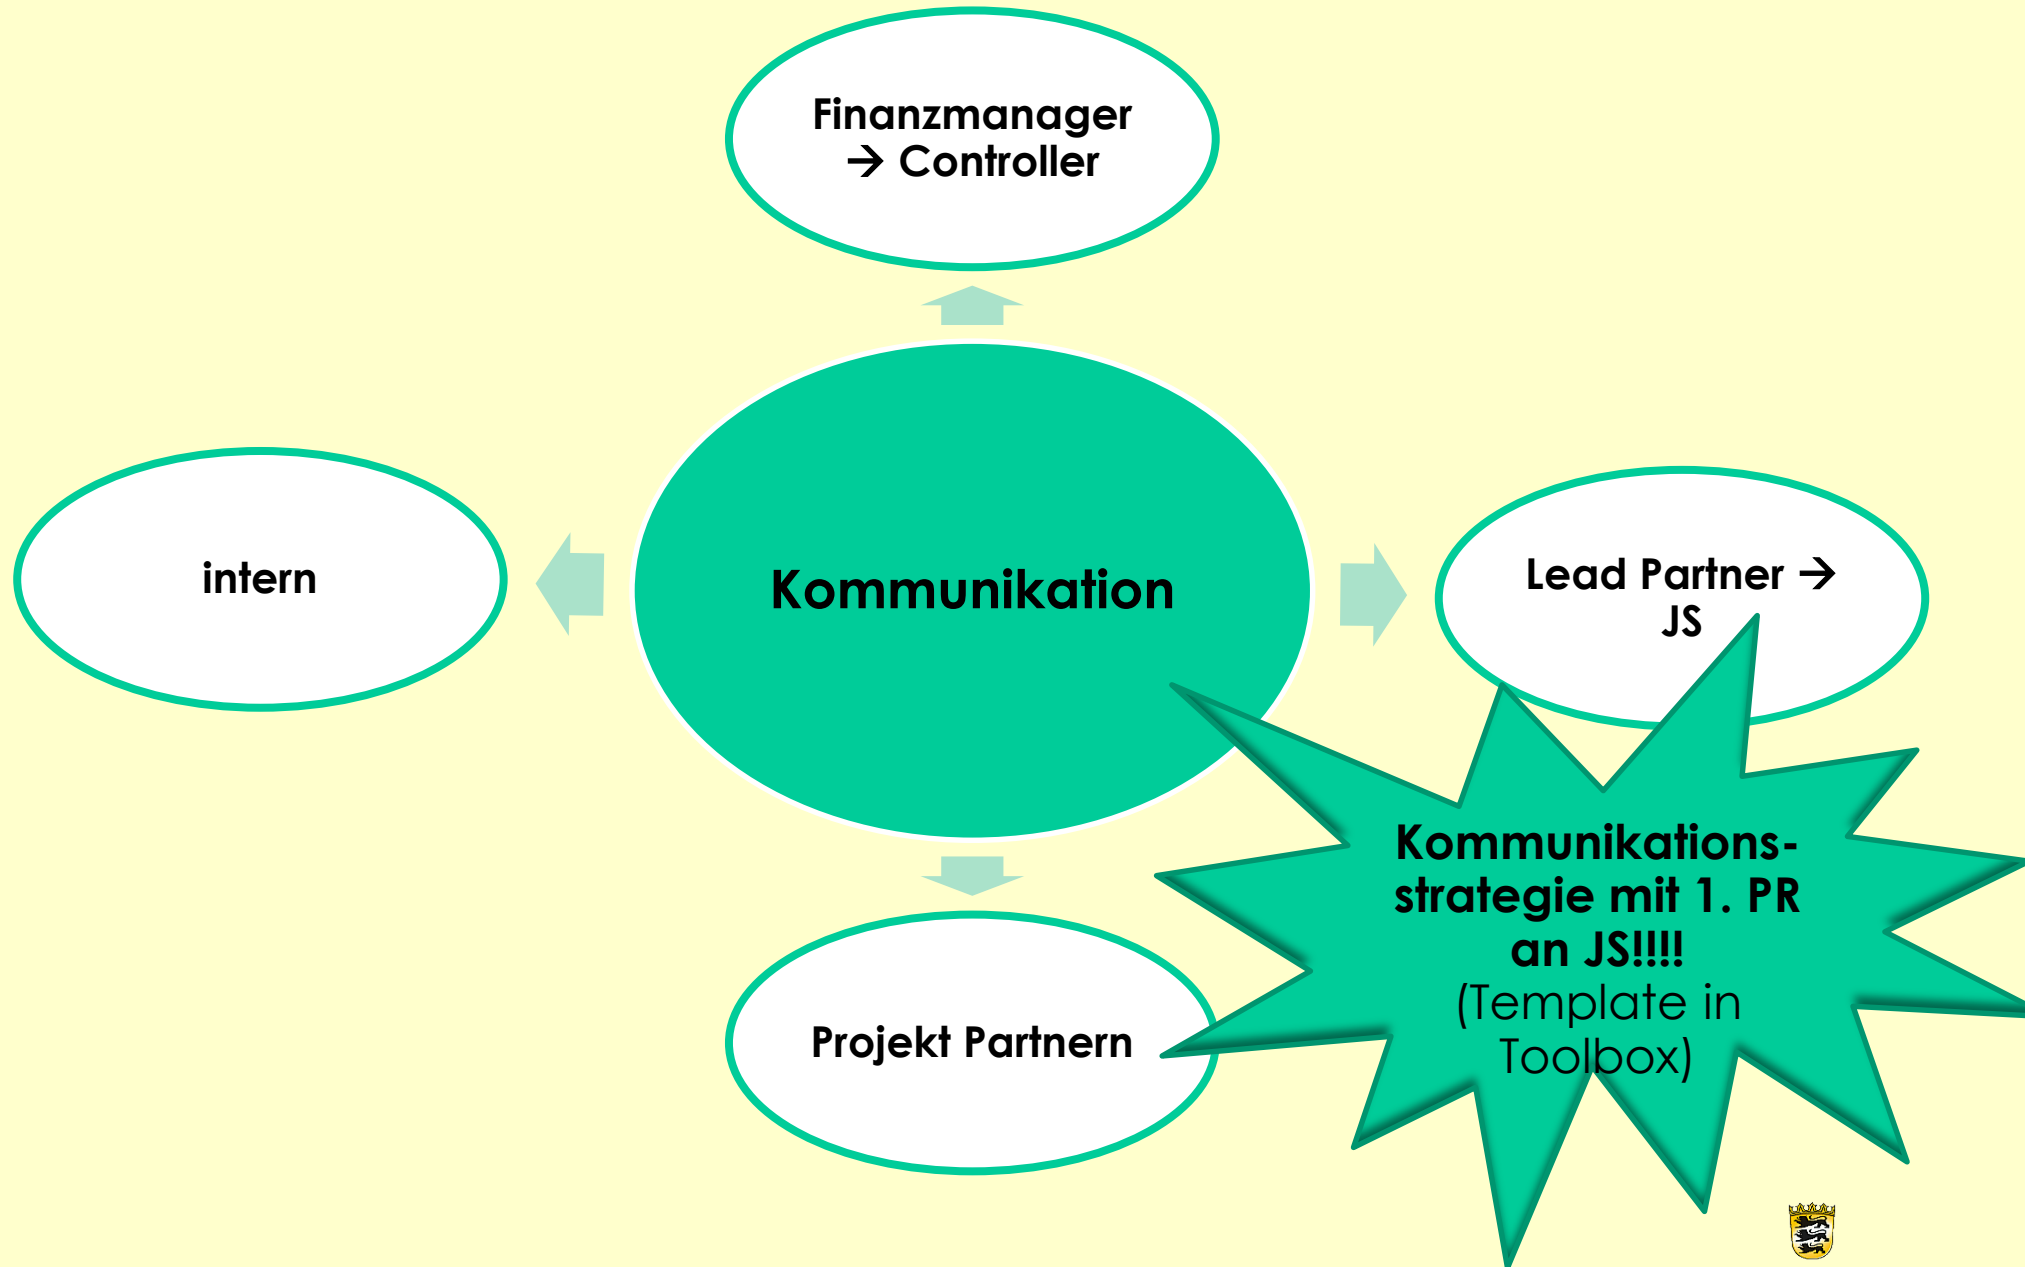 Finanzmanager
→ Controller
intern
Kommunikation
Lead Partner →
JS
Kommunikations-
strategie mit 1. PR
an JS!!!!
(Template in
Toolbox)
Projekt Partnern